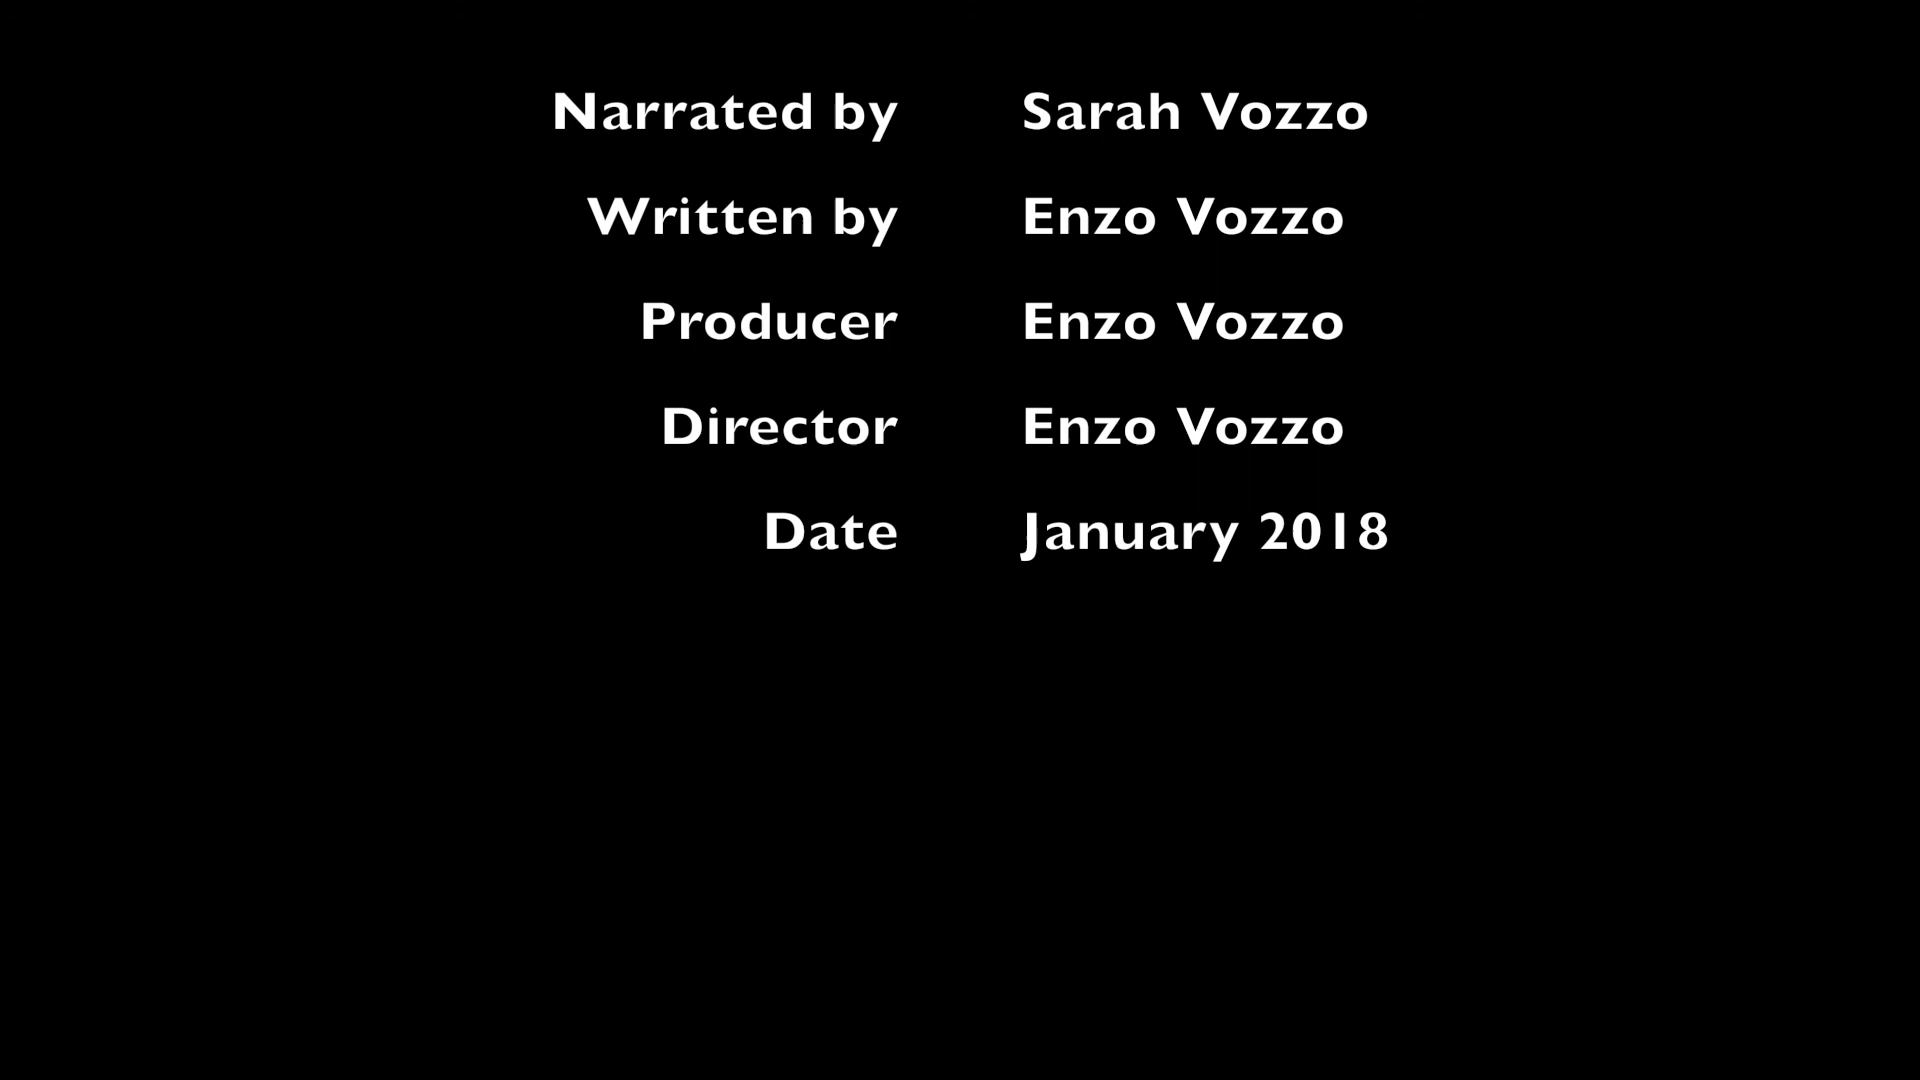 Narrated by Sarah Vozzo
Written by Enzo Vozzo
Producer Enzo Vozzo
Director Enzo Vozzo
Date January 2018